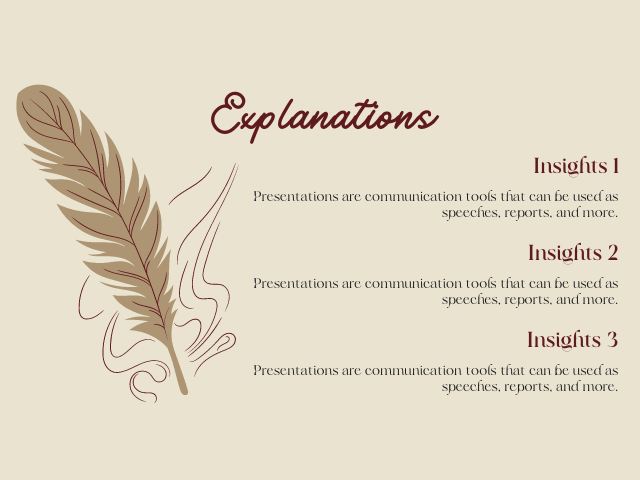 Explanations
Insights 1
Presentations are communication tools that can be used as
speeches, reports, and more.
Insights 2
Presentations are communication tools that can be used as
speeches, reports, and more.
Insights 3
Presentations are communication tools that can be used as
speeches, reports, and more.